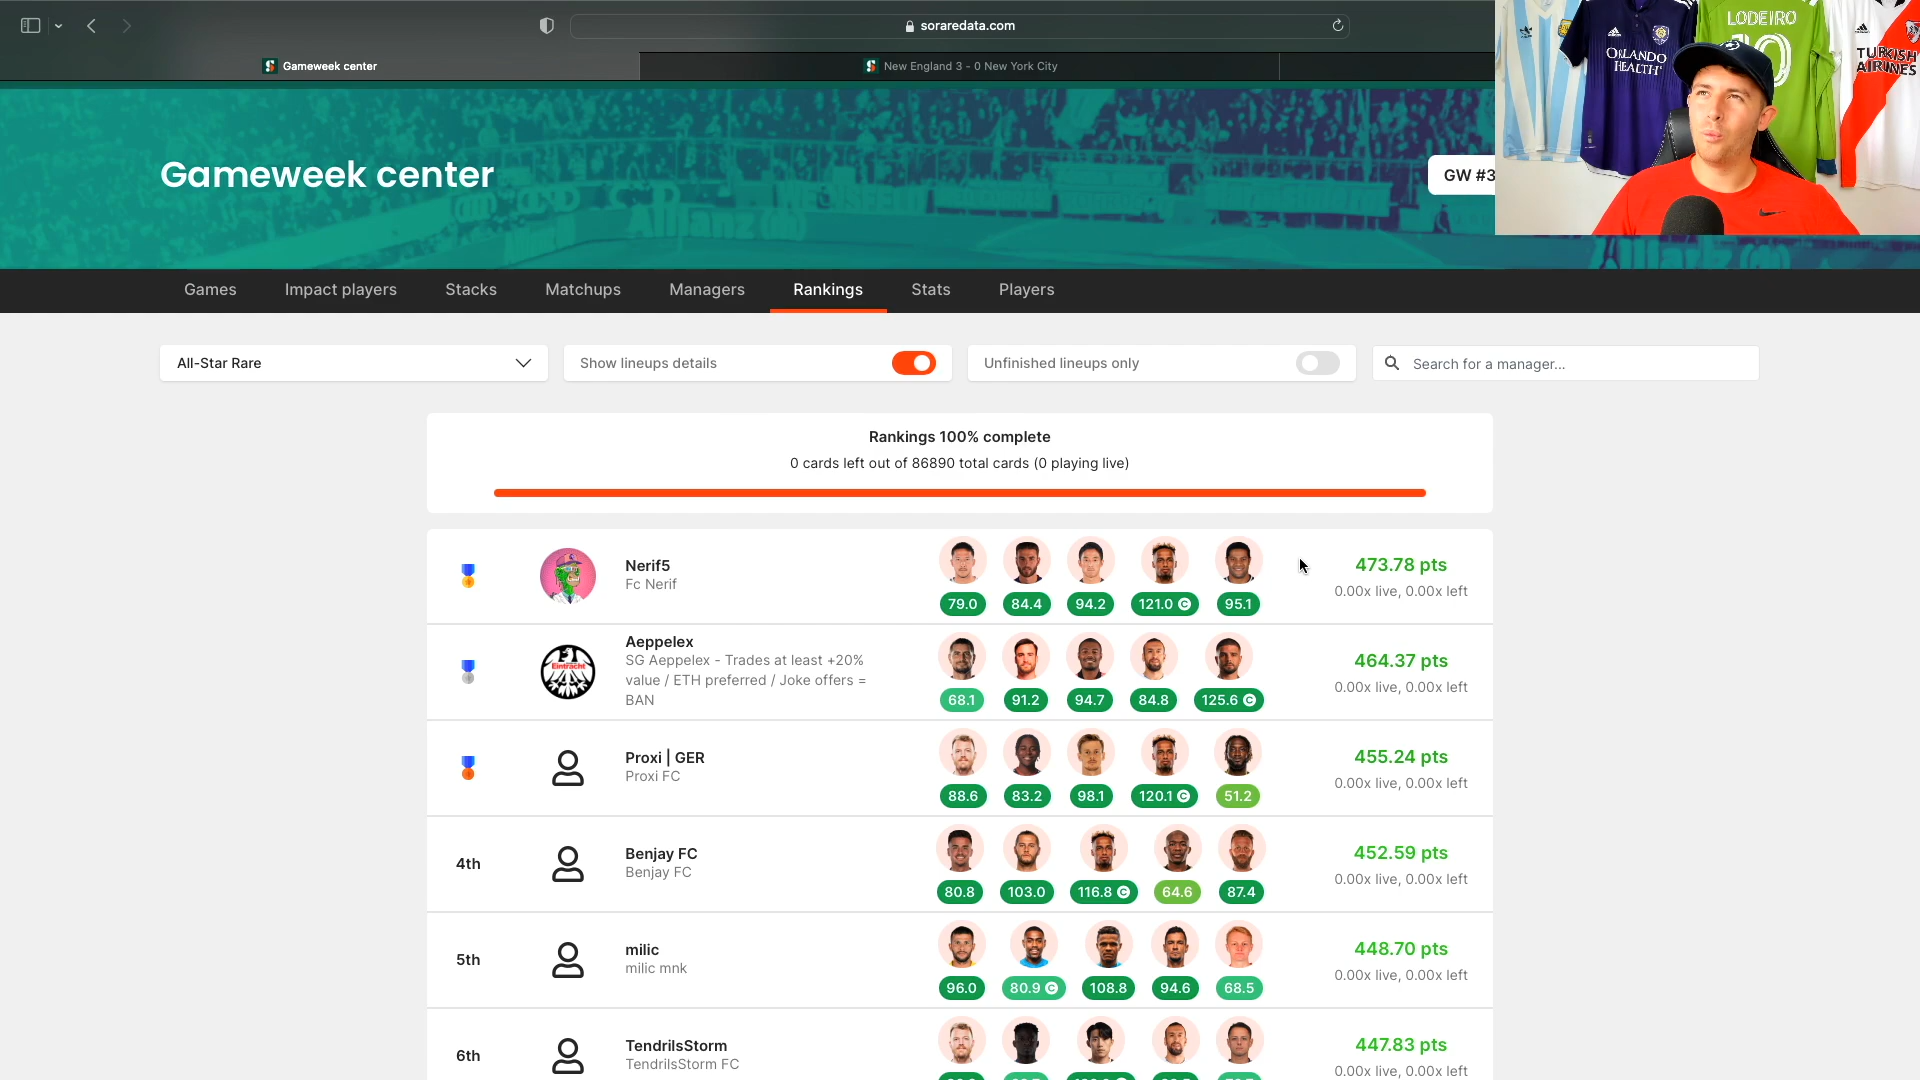 soraredata.com
Gameweek center
New England 3 - 0 New York City
LODEIRO
10
ORLANDO
HEALTH
TURKISH
AIRLINES
Gameweek center
GW #3
Games
Impact players
Stacks
Matchups
Managers
Rankings
Stats
Players
All-Star Rare
Show lineups details
Unfinished lineups only
Search for a manager...
Rankings 100% complete
0 cards left out of 86890 total cards (0 playing live)
Nerif5
Fc Nerif
79.0
84.4
94.2
121.0 C
95.1
473.78 pts
0.00x live, 0.00x left
Eintracht
Aeppelex
SG Aeppelex - Trades at least +20%
value / ETH preferred / Joke offers =
BAN
68.1
91.2
94.7
84.8
125.6 C
464.37 pts
0.00x live, 0.00x left
Proxi | GER
Proxi FC
88.6
83.2
98.1
120.1 C
51.2
455.24 pts
0.00x live, 0.00x left
4th
Benjay FC
Benjay FC
80.8
103.0
116.8 C
64.6
87.4
452.59 pts
0.00x live, 0.00x left
5th
milic
milic mnk
96.0
80.9 C
108.8
94.6
68.5
448.70 pts
0.00x live, 0.00x left
6th
TendrilsStorm
TendrilsStorm FC
447.83 pts
0.00x live, 0.00x left